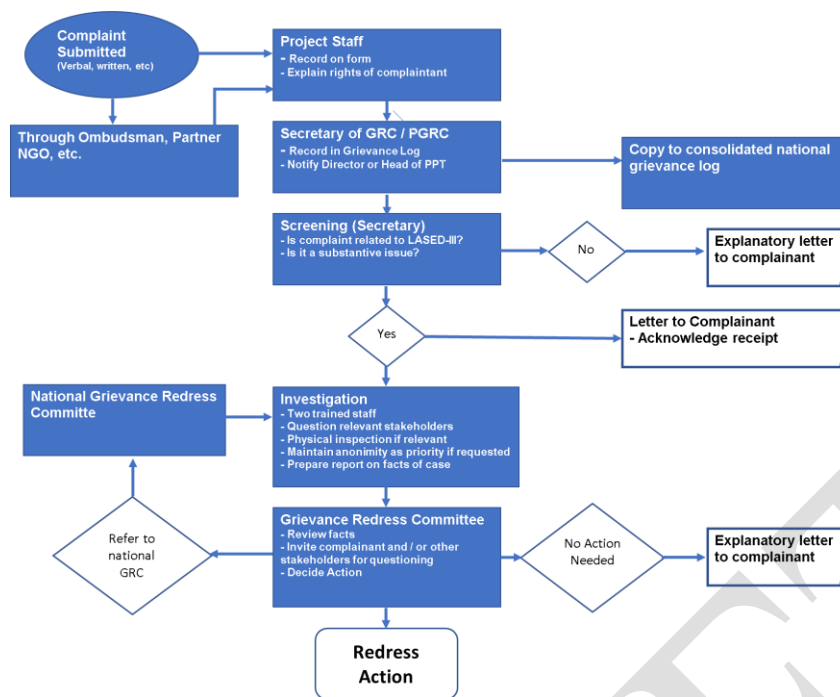 Complaint
Submitted
(Verbal, written, etc)
Project Staff
- Record on form
- Explain rights of complaintant
Through Ombudsman, Partner
NGO, etc.
Secretary of GRC / PGRC
- Record in Grievance Log
- Notify Director or Head of PPT
Copy to consolidated national
grievance log
Screening (Secretary)
- Is complaint related to LASED-III?
- Is it a substantive issue?
No
Explanatory letter
to complainant
Yes
Letter to Complainant
- Acknowledge receipt
National Grievance Redress
Committe
Investigation
- Two trained staff
- Question relevant stakeholders
- Physical inspection if relevant
- Maintain anonimity as priority if requested
- Prepare report on facts of case
Refer to
national
GRC
Grievance Redress Committee
- Review facts
- Invite complainant and / or other
stakeholders for questioning
- Decide Action
No Action
Needed
Explanatory letter
to complainant
Redress
Action